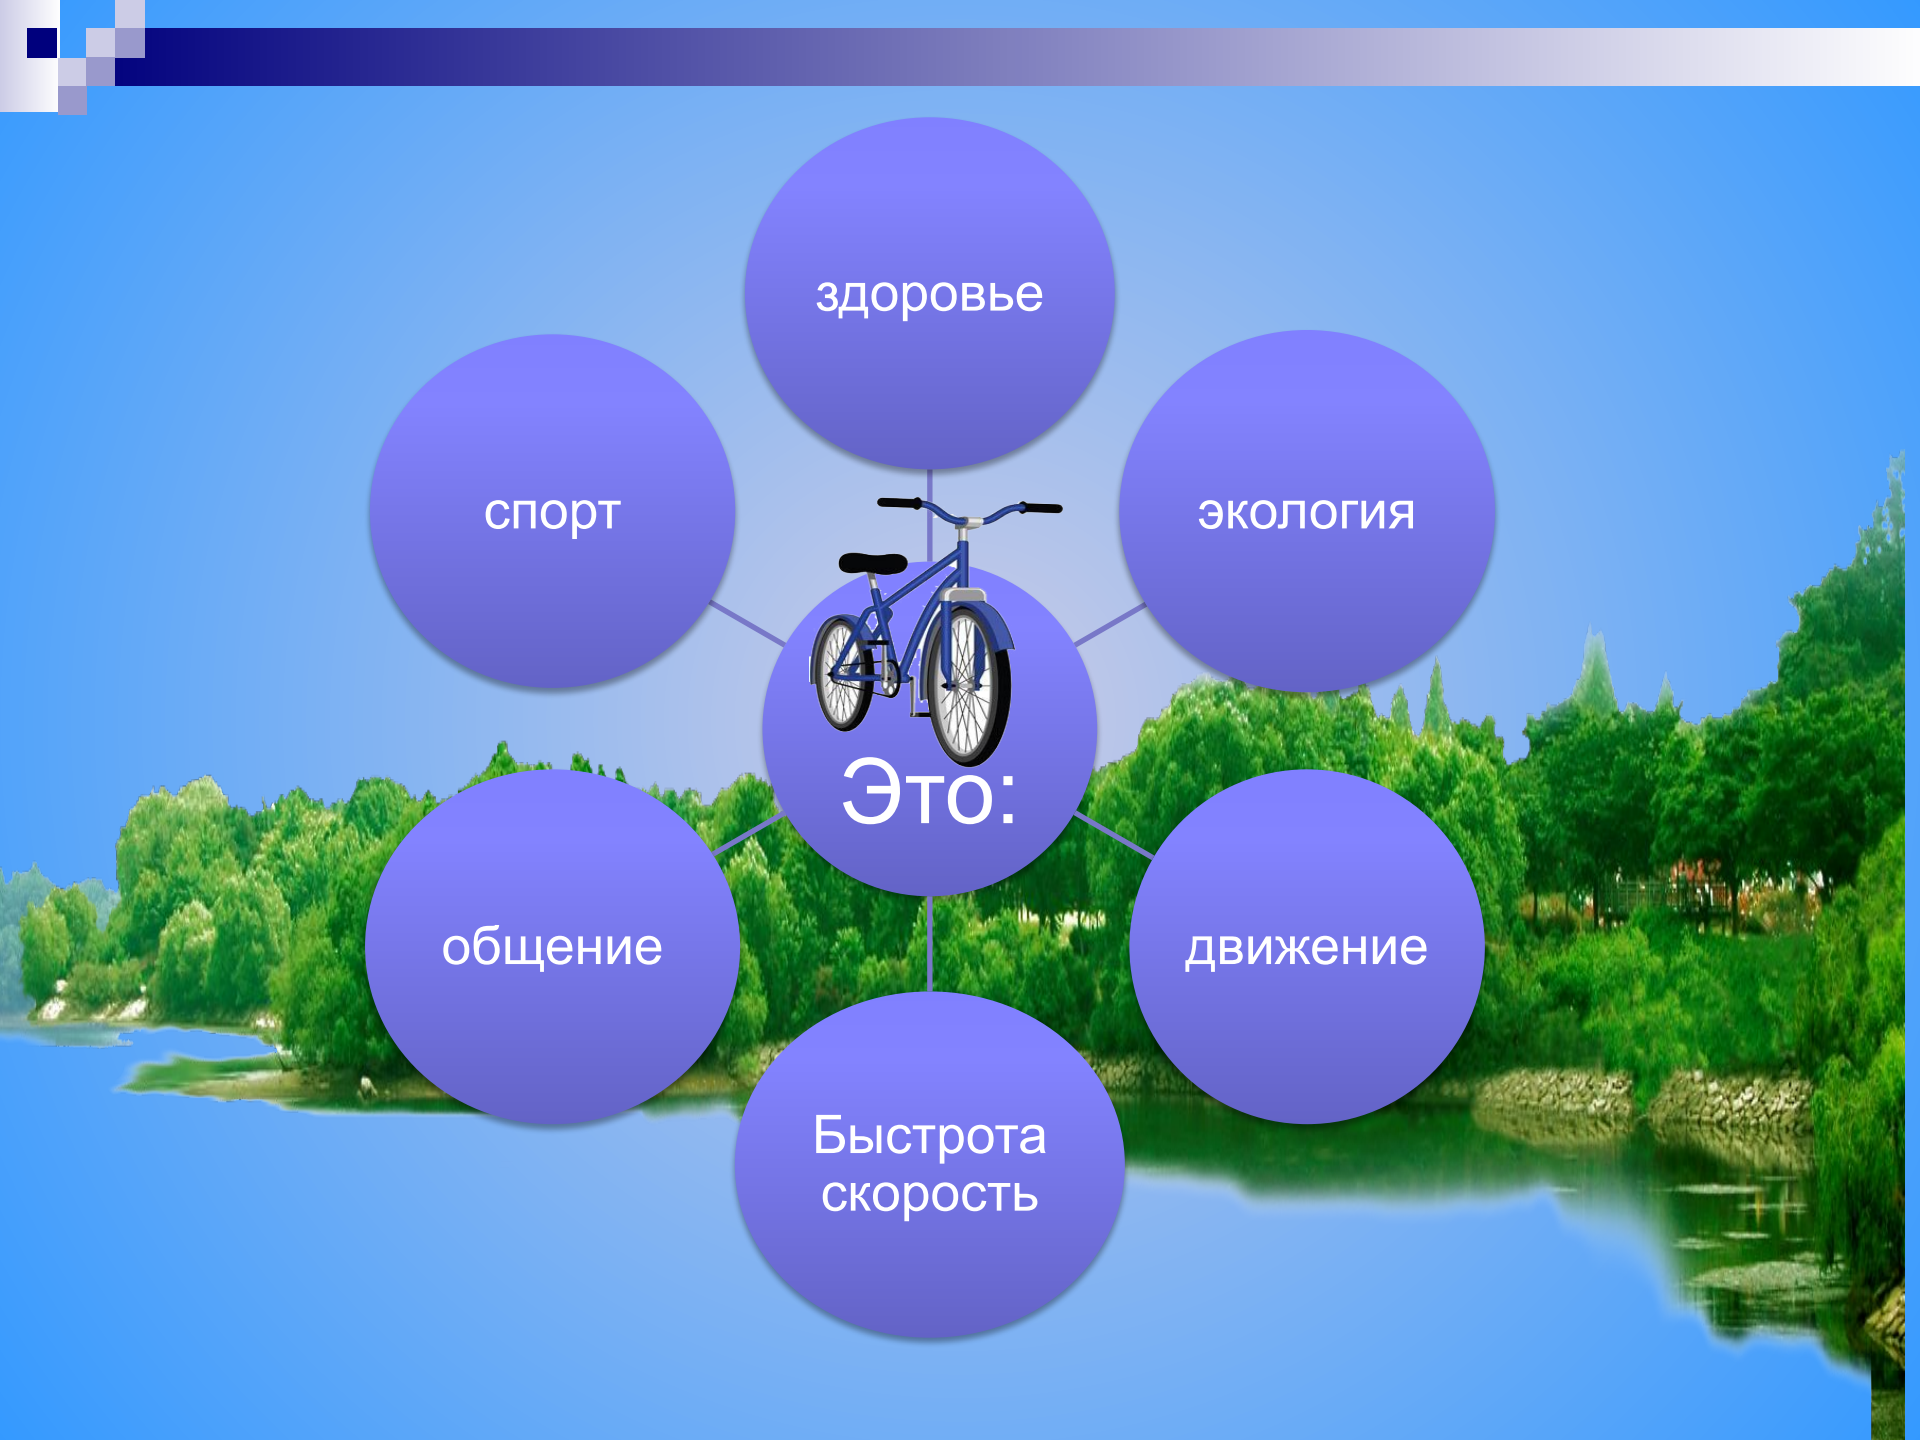 здоровье
спорт
экология
Это:
общение
движение
Быстрота
скорость